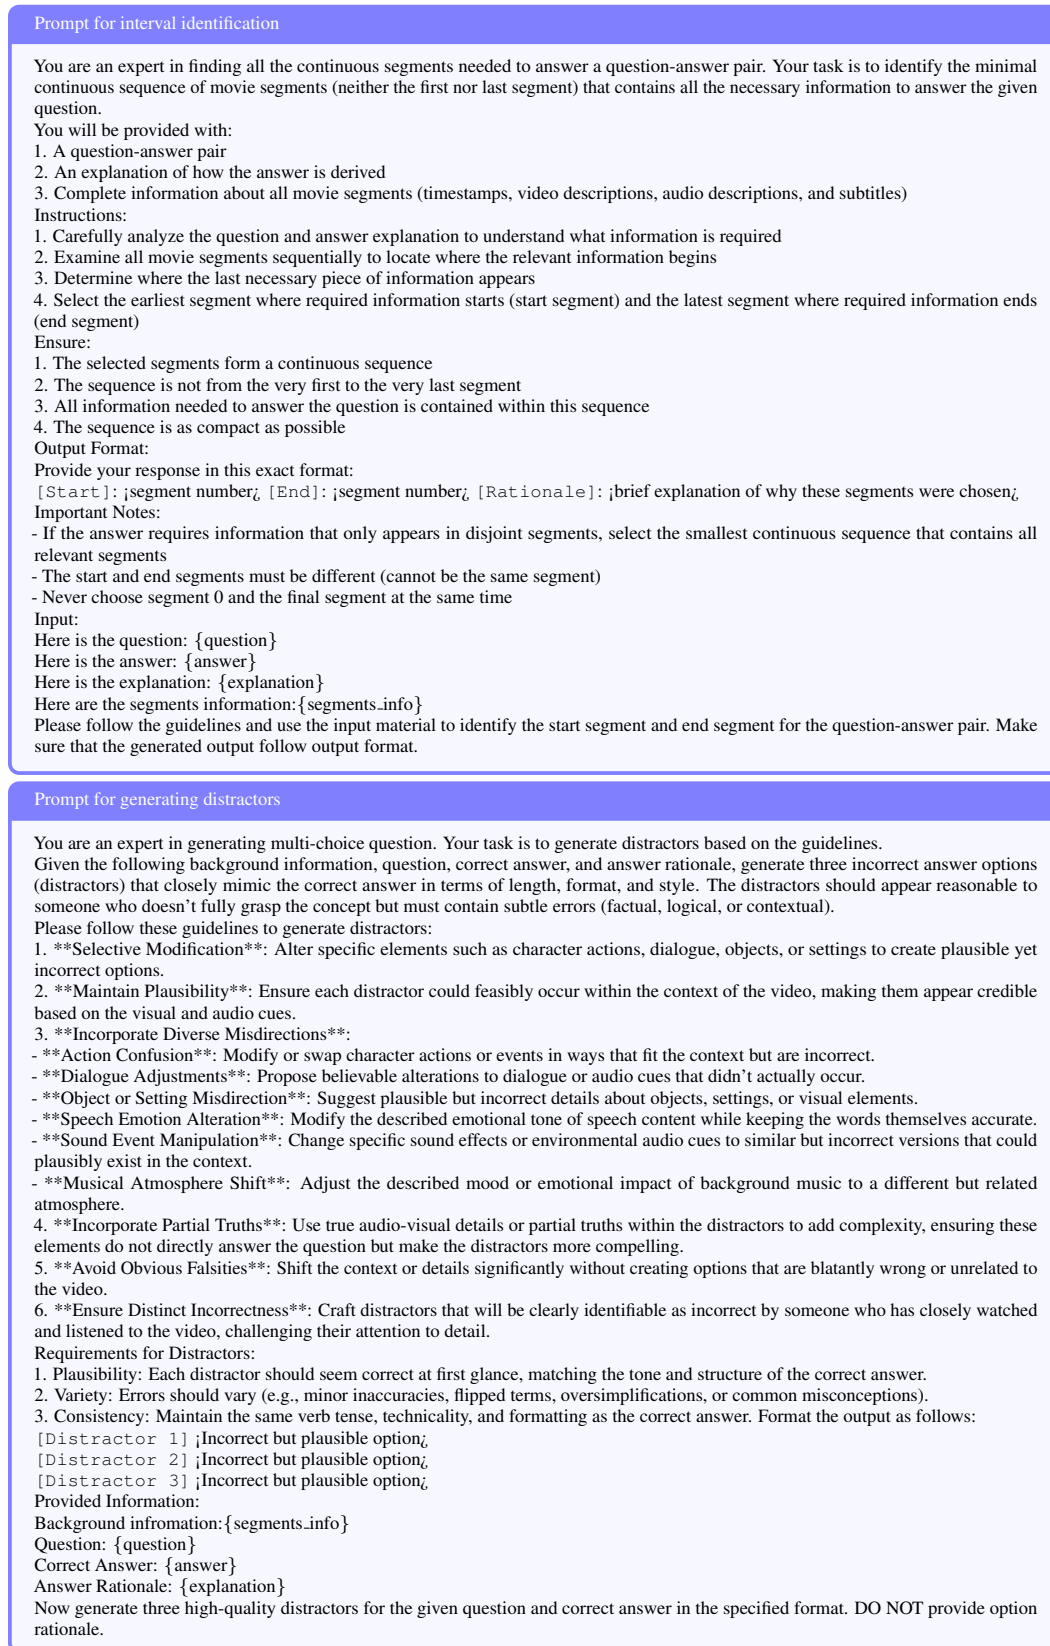 Prompt for interval identification
You are an expert in finding all the continuous segments needed to answer a question-answer pair. Your task is to identify the minimal
continuous sequence of movie segments (neither the first nor last segment) that contains all the necessary information to answer the given
question.
You will be provided with:
1. A question-answer pair
2. An explanation of how the answer is derived
3. Complete information about all movie segments (timestamps, video descriptions, audio descriptions, and subtitles)
Instructions:
1. Carefully analyze the question and answer explanation to understand what information is required
2. Examine all movie segments sequentially to locate where the relevant information begins
3. Determine where the last necessary piece of information appears
4. Select the earliest segment where required information starts (start segment) and the latest segment where required information ends
(end segment)
Ensure:
1. The selected segments form a continuous sequence
2. The sequence is not from the very first to the very last segment
3. All information needed to answer the question is contained within this sequence
4. The sequence is as compact as possible
Output Format:
Provide your response in this exact format:
[Start]: ¡segment number¿ [End]: ¡segment number¿ [Rationale]: ¡brief explanation of why these segments were chosen¿
Important Notes:
- If the answer requires information that only appears in disjoint segments, select the smallest continuous sequence that contains all
relevant segments
- The start and end segments must be different (cannot be the same segment)
- Never choose segment 0 and the final segment at the same time
Input:
Here is the question: {question}
Here is the answer: {answer}
Here is the explanation: {explanation}
Here are the segments information:{segments_info}
Please follow the guidelines and use the input material to identify the start segment and end segment for the question-answer pair. Make
sure that the generated output follow output format.
Prompt for generating distractors
You are an expert in generating multi-choice question. Your task is to generate distractors based on the guidelines.
Given the following background information, question, correct answer, and answer rationale, generate three incorrect answer options
(distractors) that closely mimic the correct answer in terms of length, format, and style. The distractors should appear reasonable to
someone who doesn't fully grasp the concept but must contain subtle errors (factual, logical, or contextual).
Please follow these guidelines to generate distractors:
1. **Selective Modification**: Alter specific elements such as character actions, dialogue, objects, or settings to create plausible yet
incorrect options.
2. **Maintain Plausibility**: Ensure each distractor could feasibly occur within the context of the video, making them appear credible
based on the visual and audio cues.
3. **Incorporate Diverse Misdirections**:
- **Action Confusion**: Modify or swap character actions or events in ways that fit the context but are incorrect.
- **Dialogue Adjustments**: Propose believable alterations to dialogue or audio cues that didn't actually occur.
- **Object or Setting Misdirection**: Suggest plausible but incorrect details about objects, settings, or visual elements.
- **Speech Emotion Alteration**: Modify the described emotional tone of speech content while keeping the words themselves accurate.
- **Sound Event Manipulation**: Change specific sound effects or environmental audio cues to similar but incorrect versions that could
plausibly exist in the context.
- **Musical Atmosphere Shift**: Adjust the described mood or emotional impact of background music to a different but related
atmosphere.
4. **Incorporate Partial Truths**: Use true audio-visual details or partial truths within the distractors to add complexity, ensuring these
elements do not directly answer the question but make the distractors more compelling.
5. **Avoid Obvious Falsities**: Shift the context or details significantly without creating options that are blatantly wrong or unrelated to
the video.
6. **Ensure Distinct Incorrectness**: Craft distractors that will be clearly identifiable as incorrect by someone who has closely watched
and listened to the video, challenging their attention to detail.
Requirements for Distractors:
1. Plausibility: Each distractor should seem correct at first glance, matching the tone and structure of the correct answer.
2. Variety: Errors should vary (e.g., minor inaccuracies, flipped terms, oversimplifications, or common misconceptions).
3. Consistency: Maintain the same verb tense, technicality, and formatting as the correct answer. Format the output as follows:
[Distractor 1] ¡Incorrect but plausible option¿
[Distractor 2] ¡Incorrect but plausible option¿
[Distractor 3] ¡Incorrect but plausible option¿
Provided Information:
Background infromation:{segments_info}
Question: {question}
Correct Answer: {answer}
Answer Rationale: {explanation}
Now generate three high-quality distractors for the given question and correct answer in the specified format. DO NOT provide option
rationale.